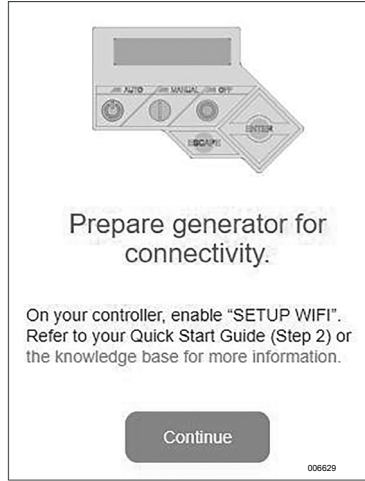 AUTO MANUAL OFF
ENTER
ESCAPE
Prepare generator for
connectivity.
On your controller, enable “SETUP WIFI”.
Refer to your Quick Start Guide (Step 2) or
the knowledge base for more information.
Continue
006629